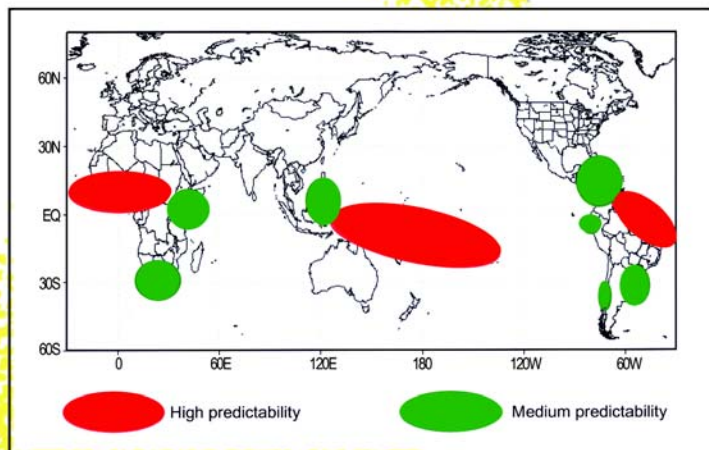 60N
30N
EQ
30S
60S
0 60E 120E 180 120W 60W
High predictability Medium predictability